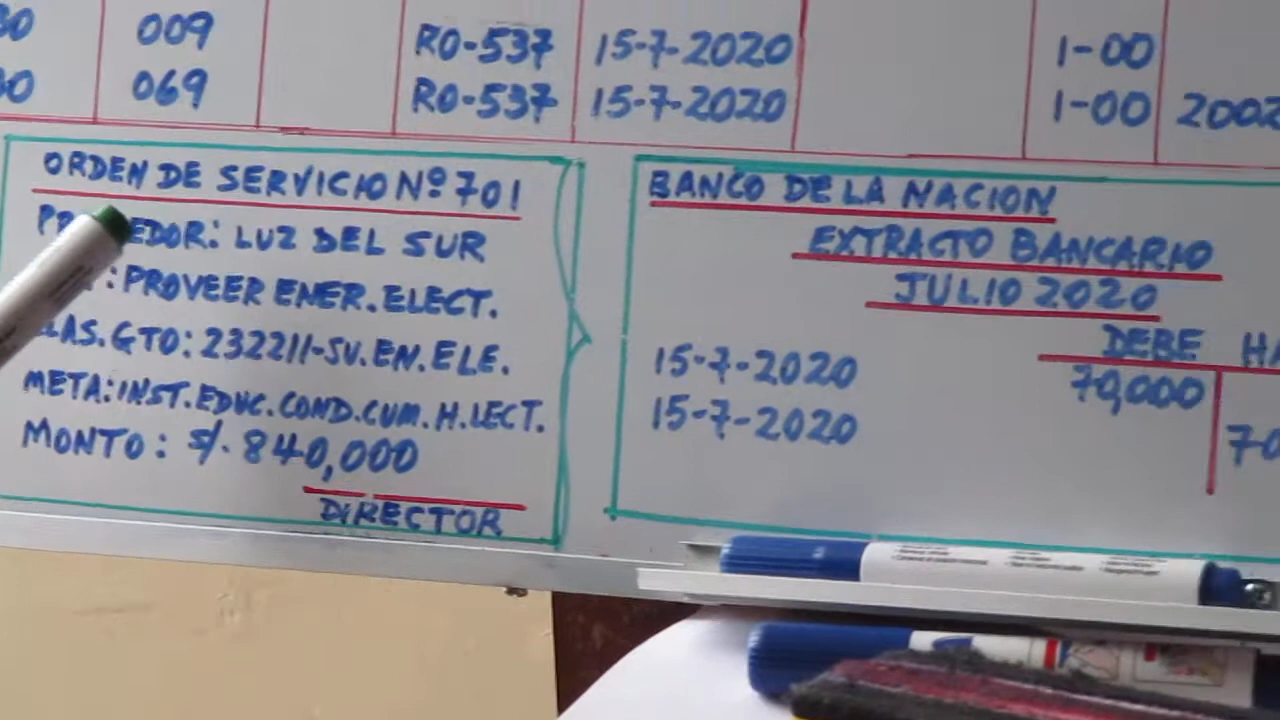 009 RO-537 15-7-2020 1-00
069 RO-537 15-7-2020 1-00
ORDEN DE SERVICIO Nº 701
LUZ DEL SUR
: PROVEER ENER. ELECT.
GTO: 232211-SV. EN. ELE.
META: INST. EDUC. COND. CUM. H. LECT.
MONTO: S/. 840,000
DIRECTOR
BANCO DE LA NACION
EXTRACTO BANCARIO
JULIO 2020
DEBE
15-7-2020 70,000
15-7-2020